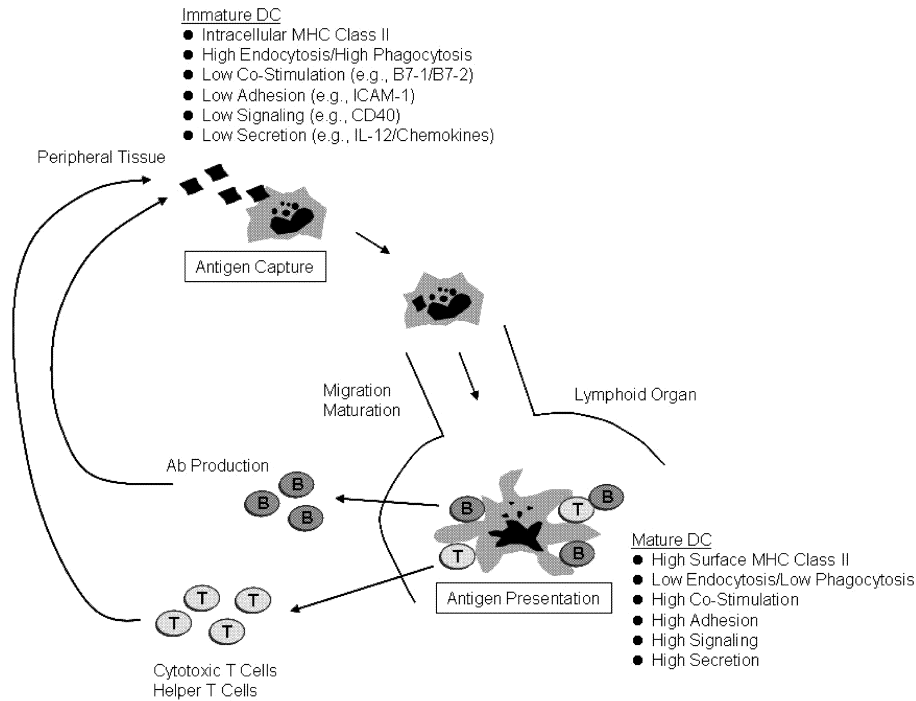 Immature DC
● Intracellular MHC Class II
● High Endocytosis/High Phagocytosis
● Low Co-Stimulation (e.g., B7-1/B7-2)
● Low Adhesion (e.g., ICAM-1)
● Low Signaling (e.g., CD40)
● Low Secretion (e.g., IL-12/Chemokines)
Peripheral Tissue
Antigen Capture
Migration
Maturation
Lymphoid Organ
Ab Production
B
B
B
B
T
B
T
B
Antigen Presentation
Mature DC
● High Surface MHC Class II
● Low Endocytosis/Low Phagocytosis
● High Co-Stimulation
● High Adhesion
● High Signaling
● High Secretion
T
T
T
T
Cytotoxic T Cells
Helper T Cells